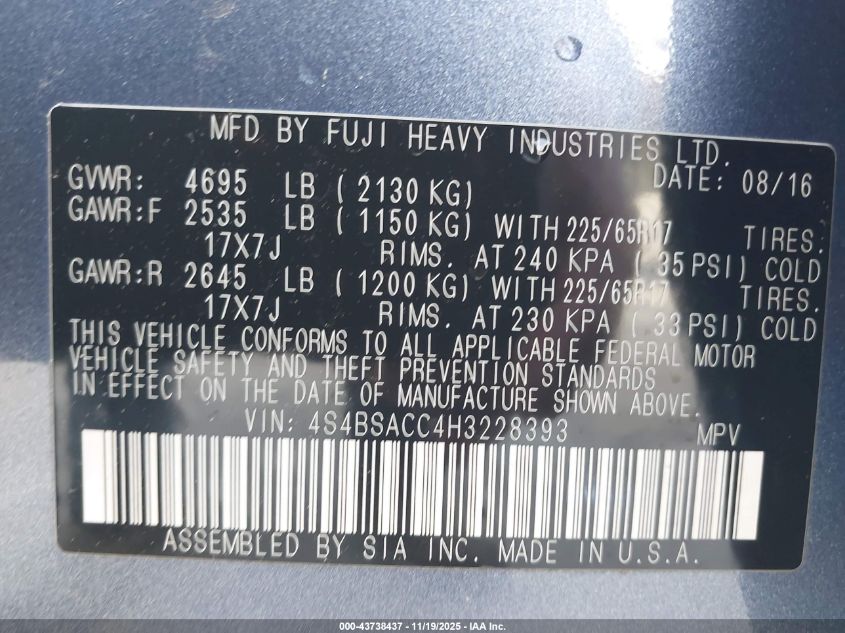 MFD BY FUJI HEAVY INDUSTRIES LTD.
DATE: 08/16
GVWR: 4695 LB ( 2130 KG)
GAWR:F 2535 LB ( 1150 KG) WITH 225/65R17 TIRES.
17X7J RIMS. AT 240 KPA ( 35 PSI) COLD
GAWR:R 2645 LB ( 1200 KG) WITH 225/65R17 TIRES.
17X7J RIMS. AT 230 KPA ( 33 PSI) COLD
THIS VEHICLE CONFORMS TO ALL APPLICABLE FEDERAL MOTOR
VEHICLE SAFETY AND THEFT PREVENTION STANDARDS
IN EFFECT ON THE DATE OF MANUFACTURE SHOWN ABOVE.
VIN: 4S4BSACC4H3228393 MPV
ASSEMBLED BY SIA INC. MADE IN U.S.A.
000-43738437 - 11/19/2025 - IAA Inc.